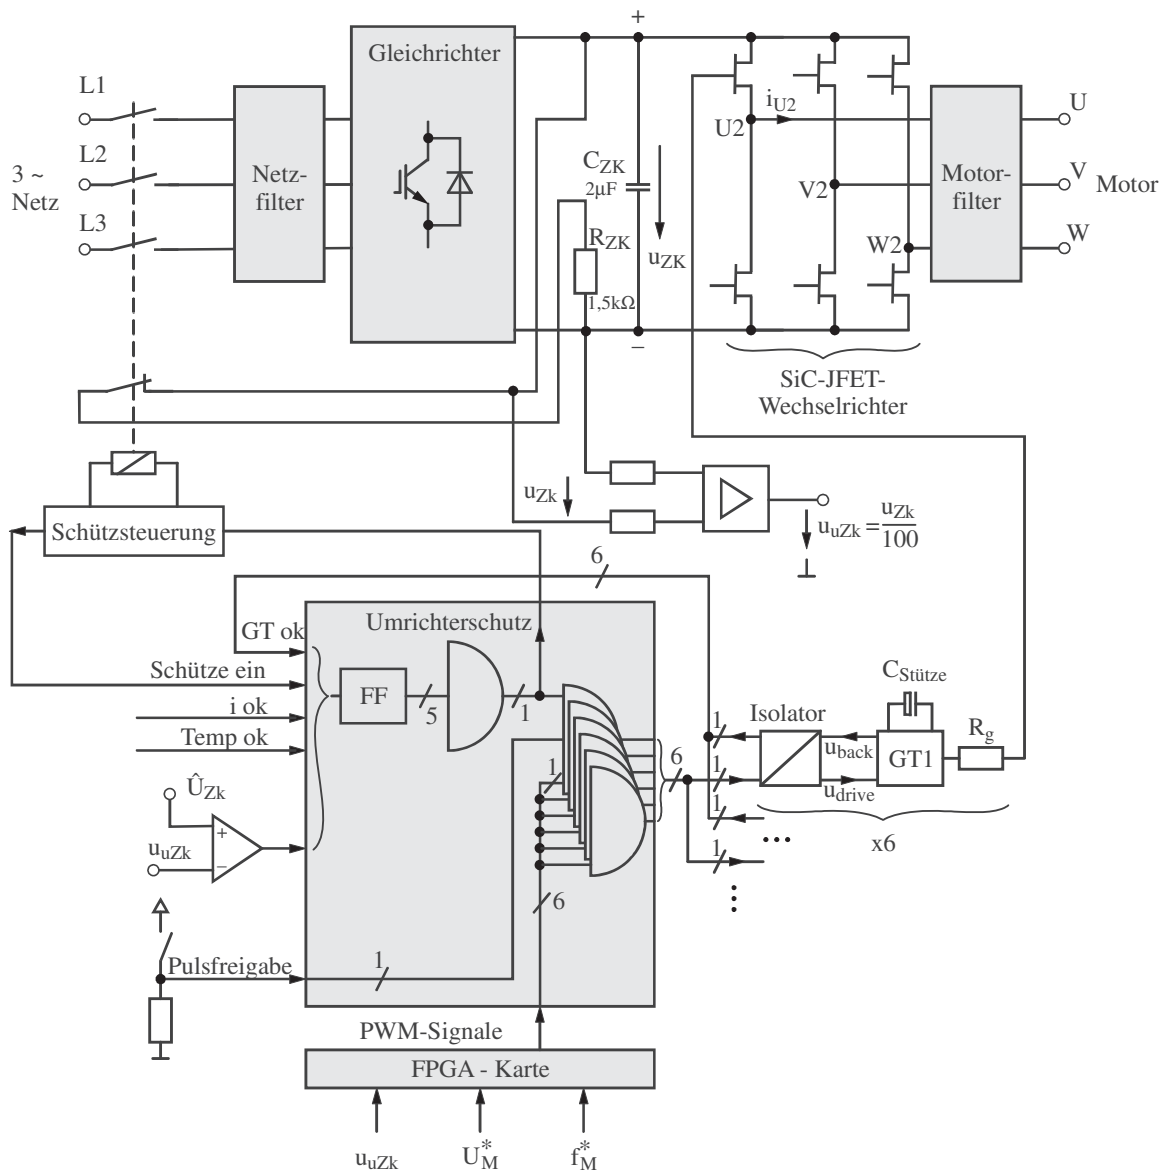 Gleichrichter
+
L1
L2
L3
3 ~
Netz
Netz-
filter
C_ZK
2µF
u_ZK
R_ZK
1,5kΩ
−
i_U2
U2
V2
W2
Motor-
filter
U
V
W
Motor
SiC-JFET-
Wechselrichter
Schützsteuerung
u_Zk
u_uZk = u_Zk/100
6
GT ok
Schütze ein
i ok
Temp ok
Û_Zk
u_uZk
+
−
Pulsfreigabe
Umrichterschutz
FF
5
1
1
6
1
6
1
1
1
1
Isolator
u_back
u_drive
C_Stütze
GT1
R_g
x6
...
...
PWM-Signale
FPGA - Karte
u_uZk
U*_M
f*_M